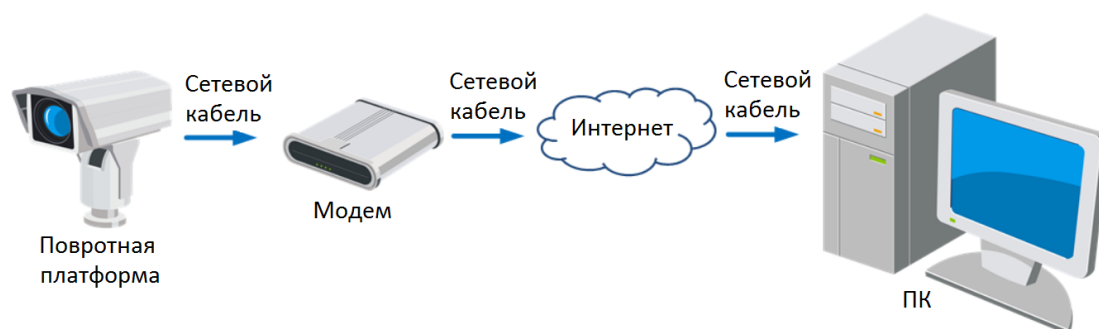 Сетевой
кабель
Сетевой
кабель
Сетевой
кабель
Интернет
Модем
Повротная
платформа
ПК